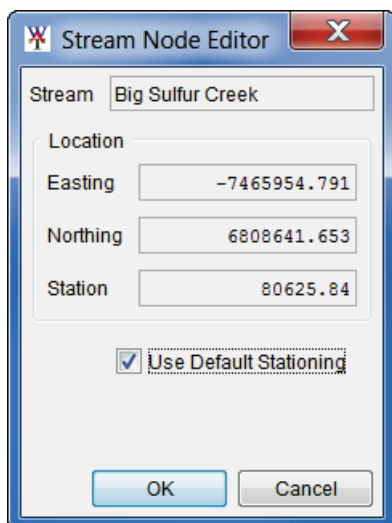 Stream Node Editor
Stream Big Sulfur Creek
Location
Easting -7465954.791
Northing 6808641.653
Station 80625.84
Use Default Stationing
OK Cancel